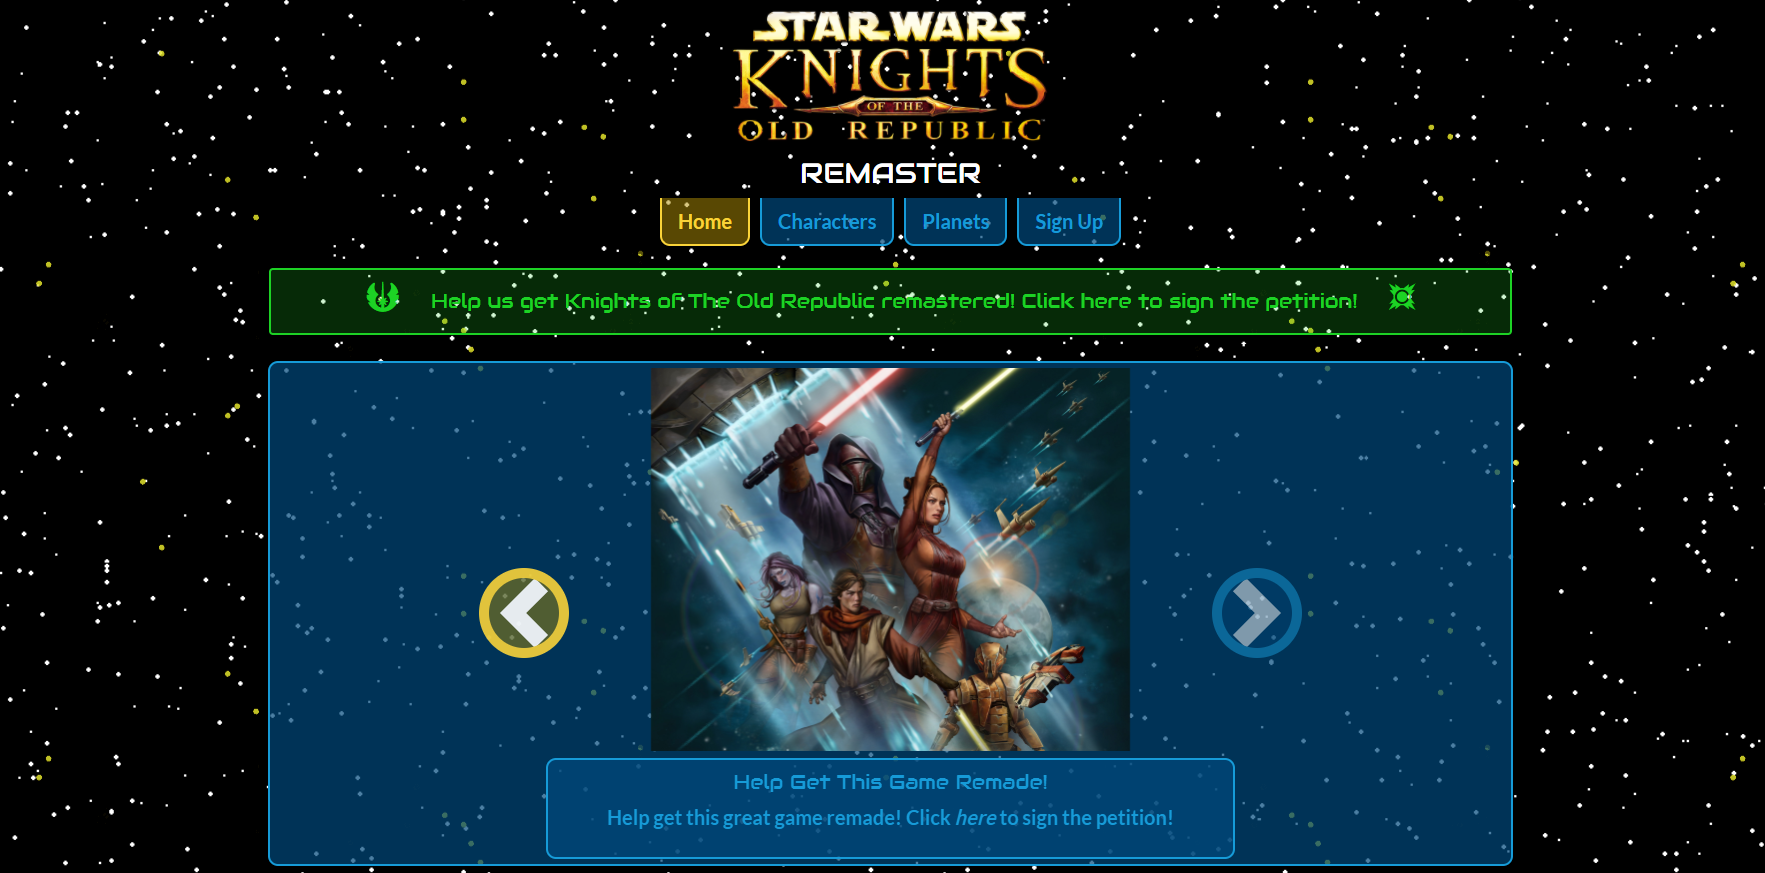 STAR WARS
KNIGHTS
OF THE
OLD REPUBLIC
REMASTER
Home Characters Planets Sign Up
Help us get Knights of The Old Republic remastered! Click here to sign the petition!
Help Get This Game Remade!
Help get this great game remade! Click here to sign the petition!